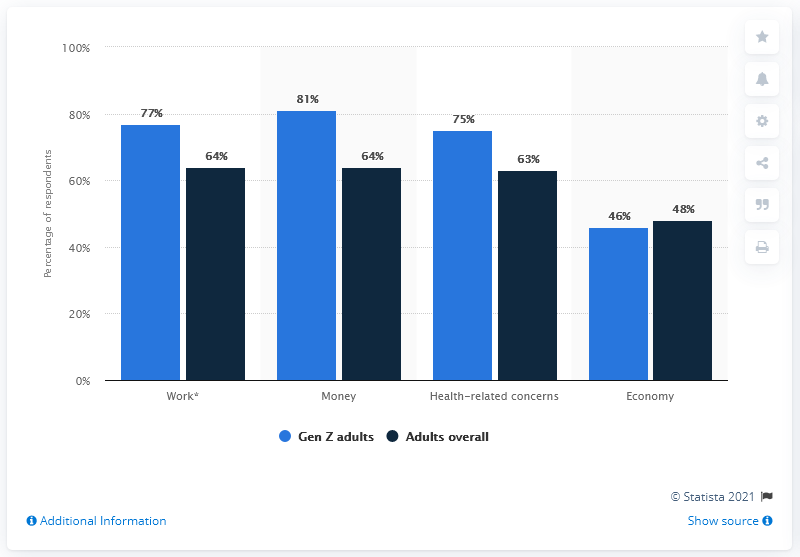 100%
80%
60%
40%
20%
0%
Percentage of respondents
77%
64%
81%
64%
75%
63%
46%
48%
Work*
Money
Health-related concerns
Economy
Gen Z adults
Adults overall
© Statista 2021
Additional Information
Show source